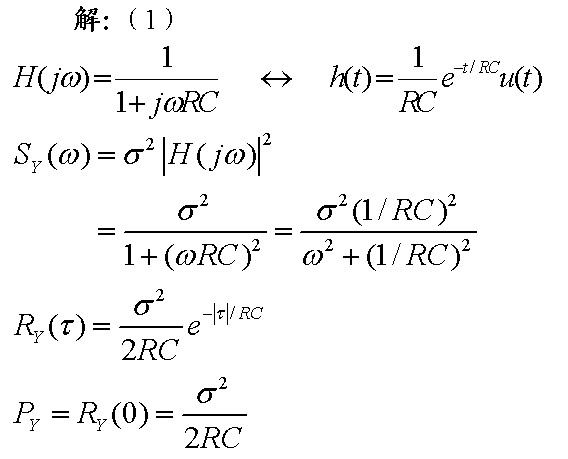 解：（1）
H(jω)=1/(1+jωRC) ↔ h(t)=(1/RC)e^{-t/RC}u(t)
S_Y(ω)=σ²|H(jω)|²
=σ²/(1+(ωRC)²)=σ²(1/RC)²/(ω²+(1/RC)²)
R_Y(τ)=(σ²/2RC)e^{-|τ|/RC}
P_Y=R_Y(0)=σ²/2RC